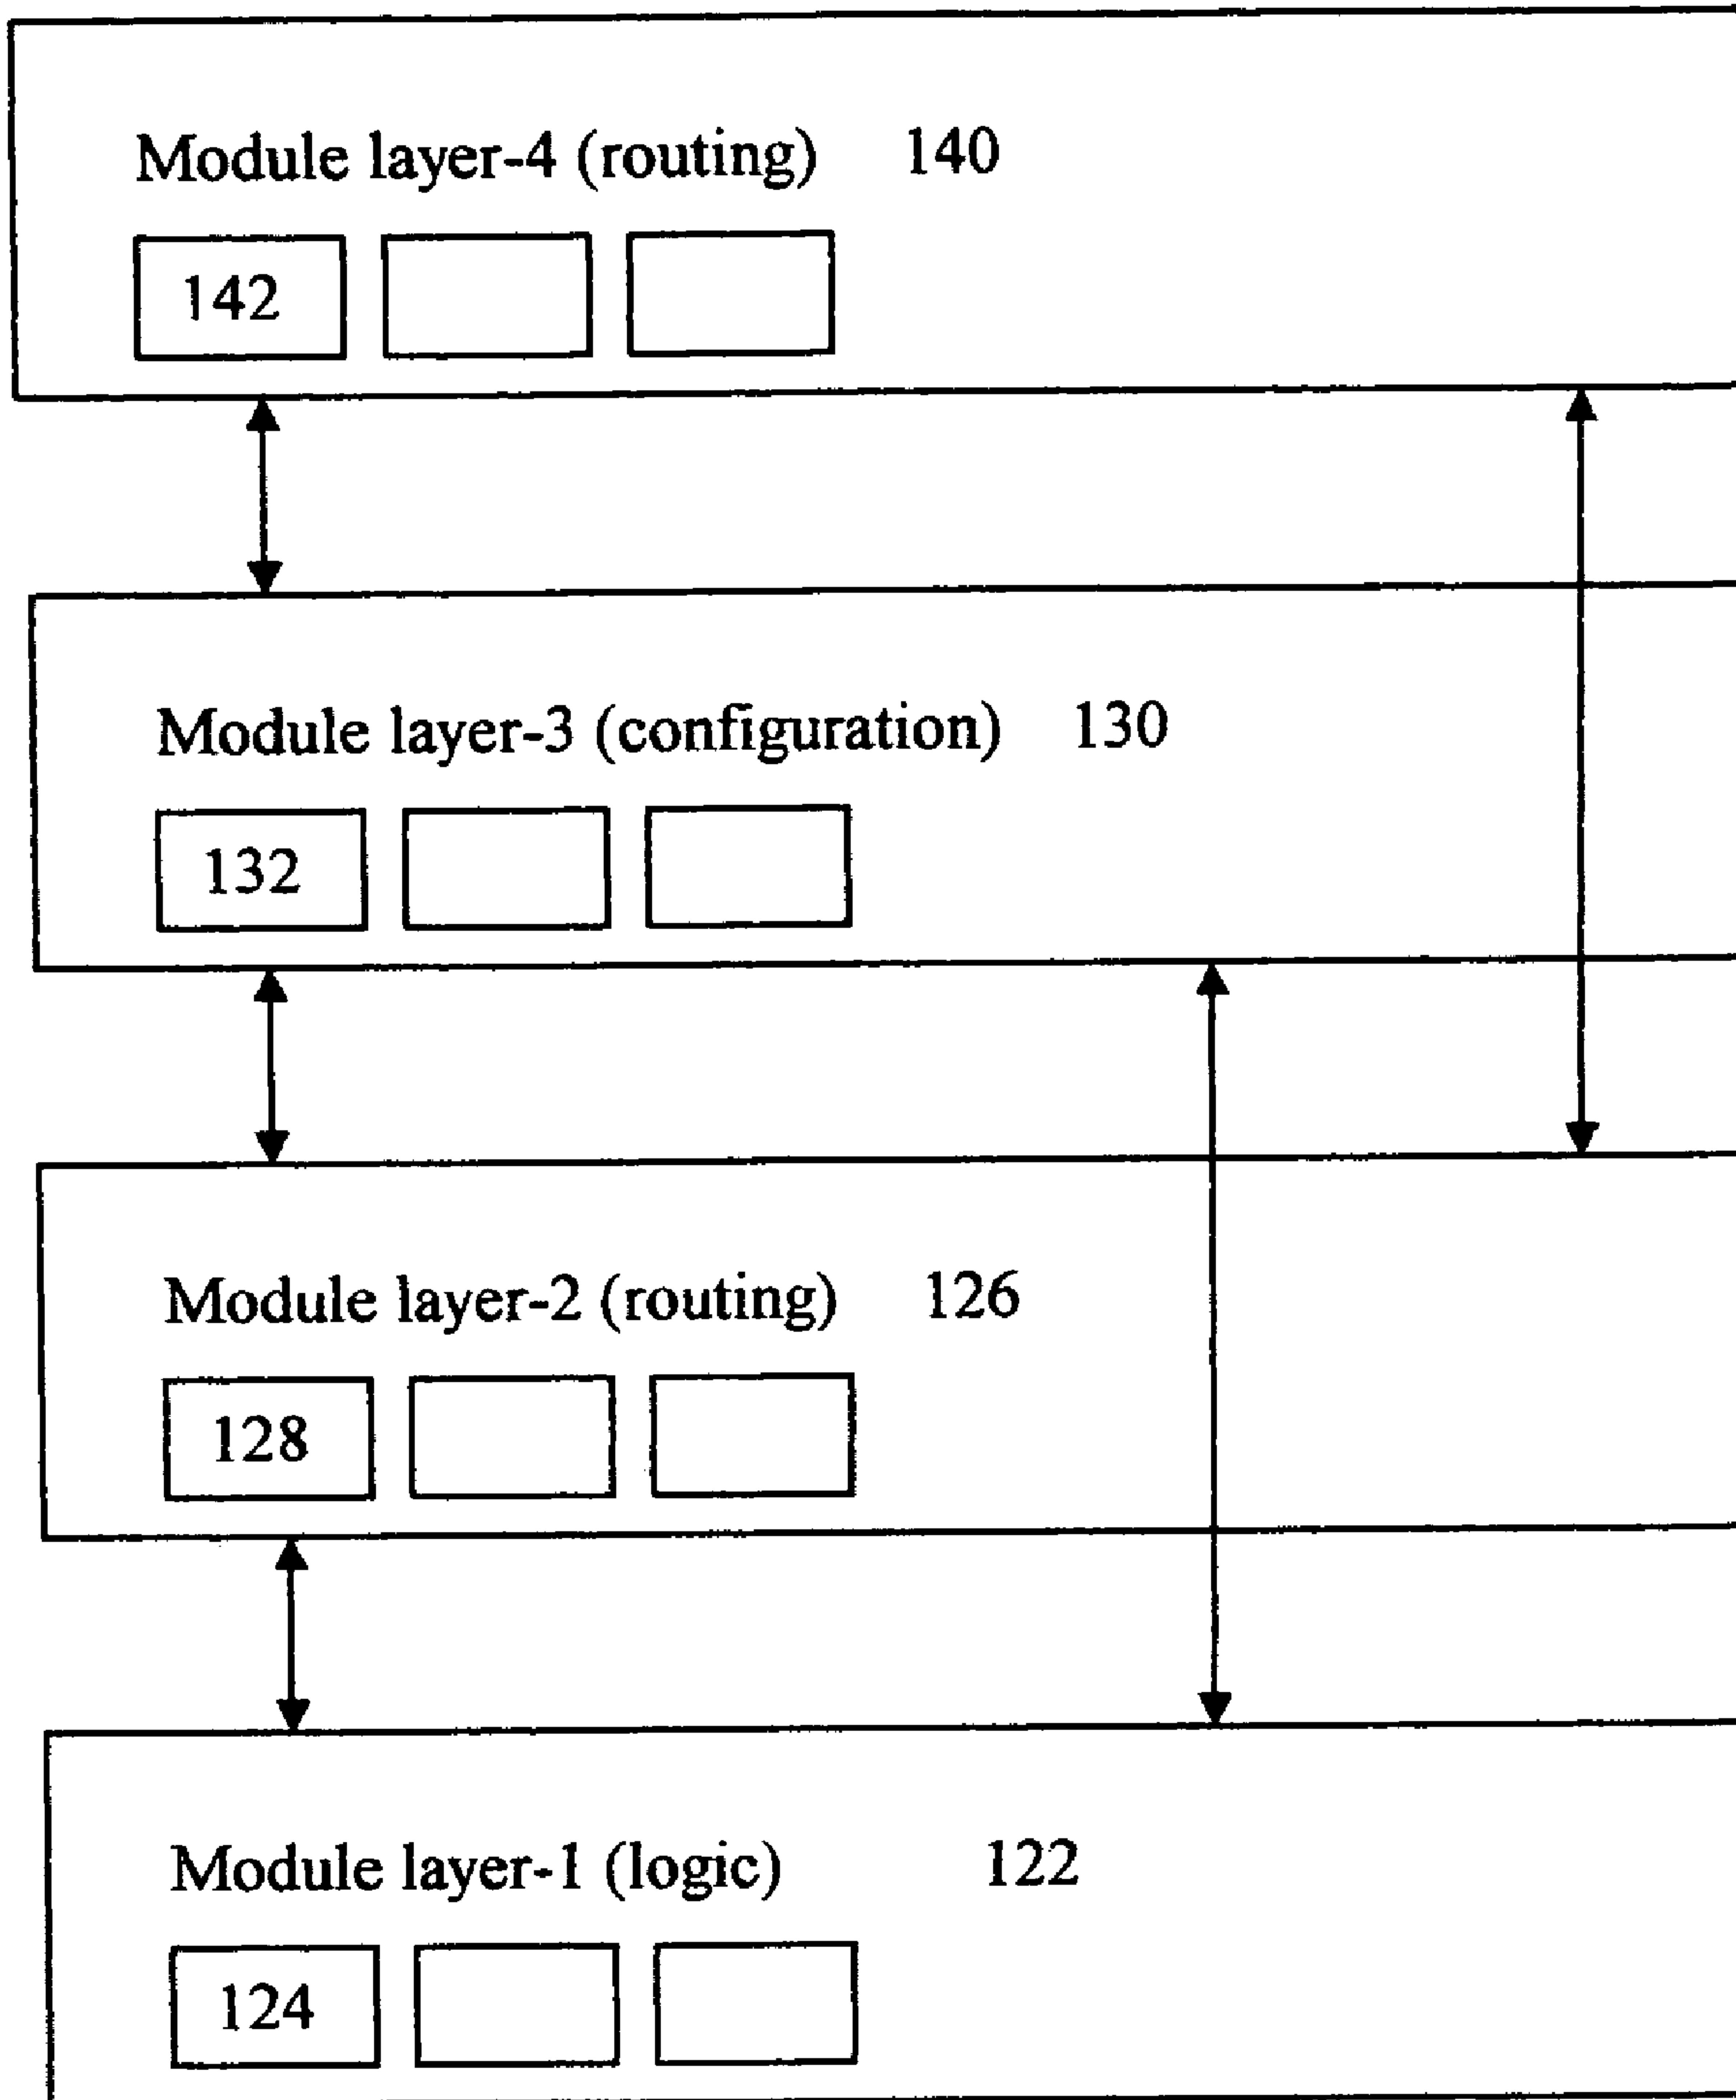 Module layer-4 (routing) 140
142
Module layer-3 (configuration) 130
132
Module layer-2 (routing) 126
128
Module layer-1 (logic) 122
124